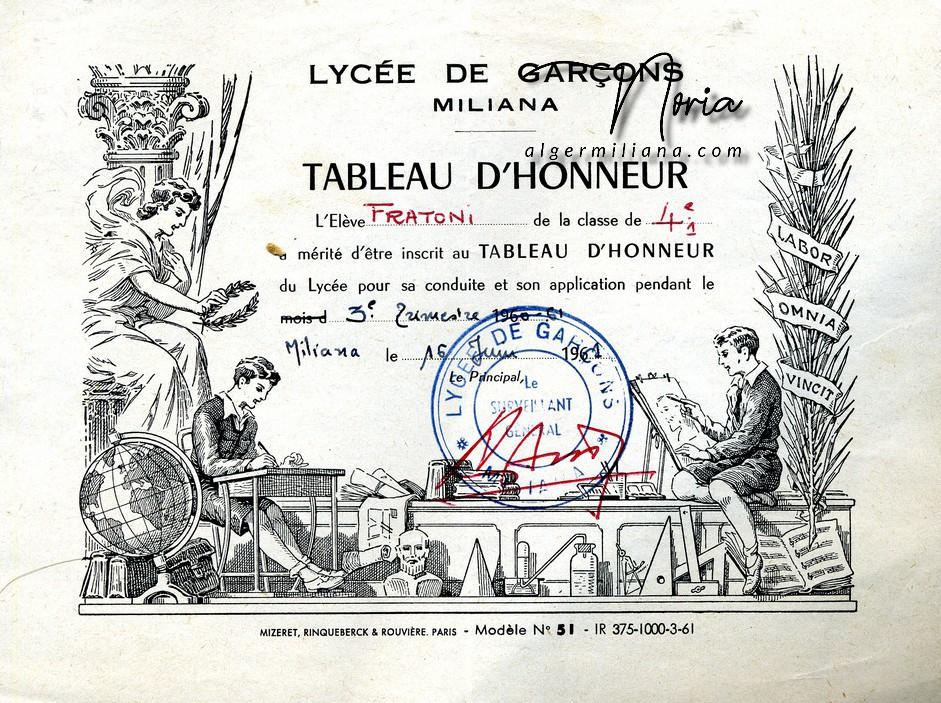 LYCÉE DE GARÇONS
MILIANA
Noria
algermiliana.com
TABLEAU D'HONNEUR
L'Elève FRATONI de la classe de 4e 1
a mérité d'être inscrit au TABLEAU D'HONNEUR
du Lycée pour sa conduite et son application pendant le
mois d 3e Trimestre 1960-61
Miliana le 16 Juin 1961
Le Principal,
LYCÉE DE GARÇONS
Le
SURVEILLANT
GÉNÉRAL
LABOR
OMNIA
VINCIT
MIZERET, RINQUEBERCK & ROUVIÈRE. PARIS - Modèle N° 51 - IR 375-1000-3-61